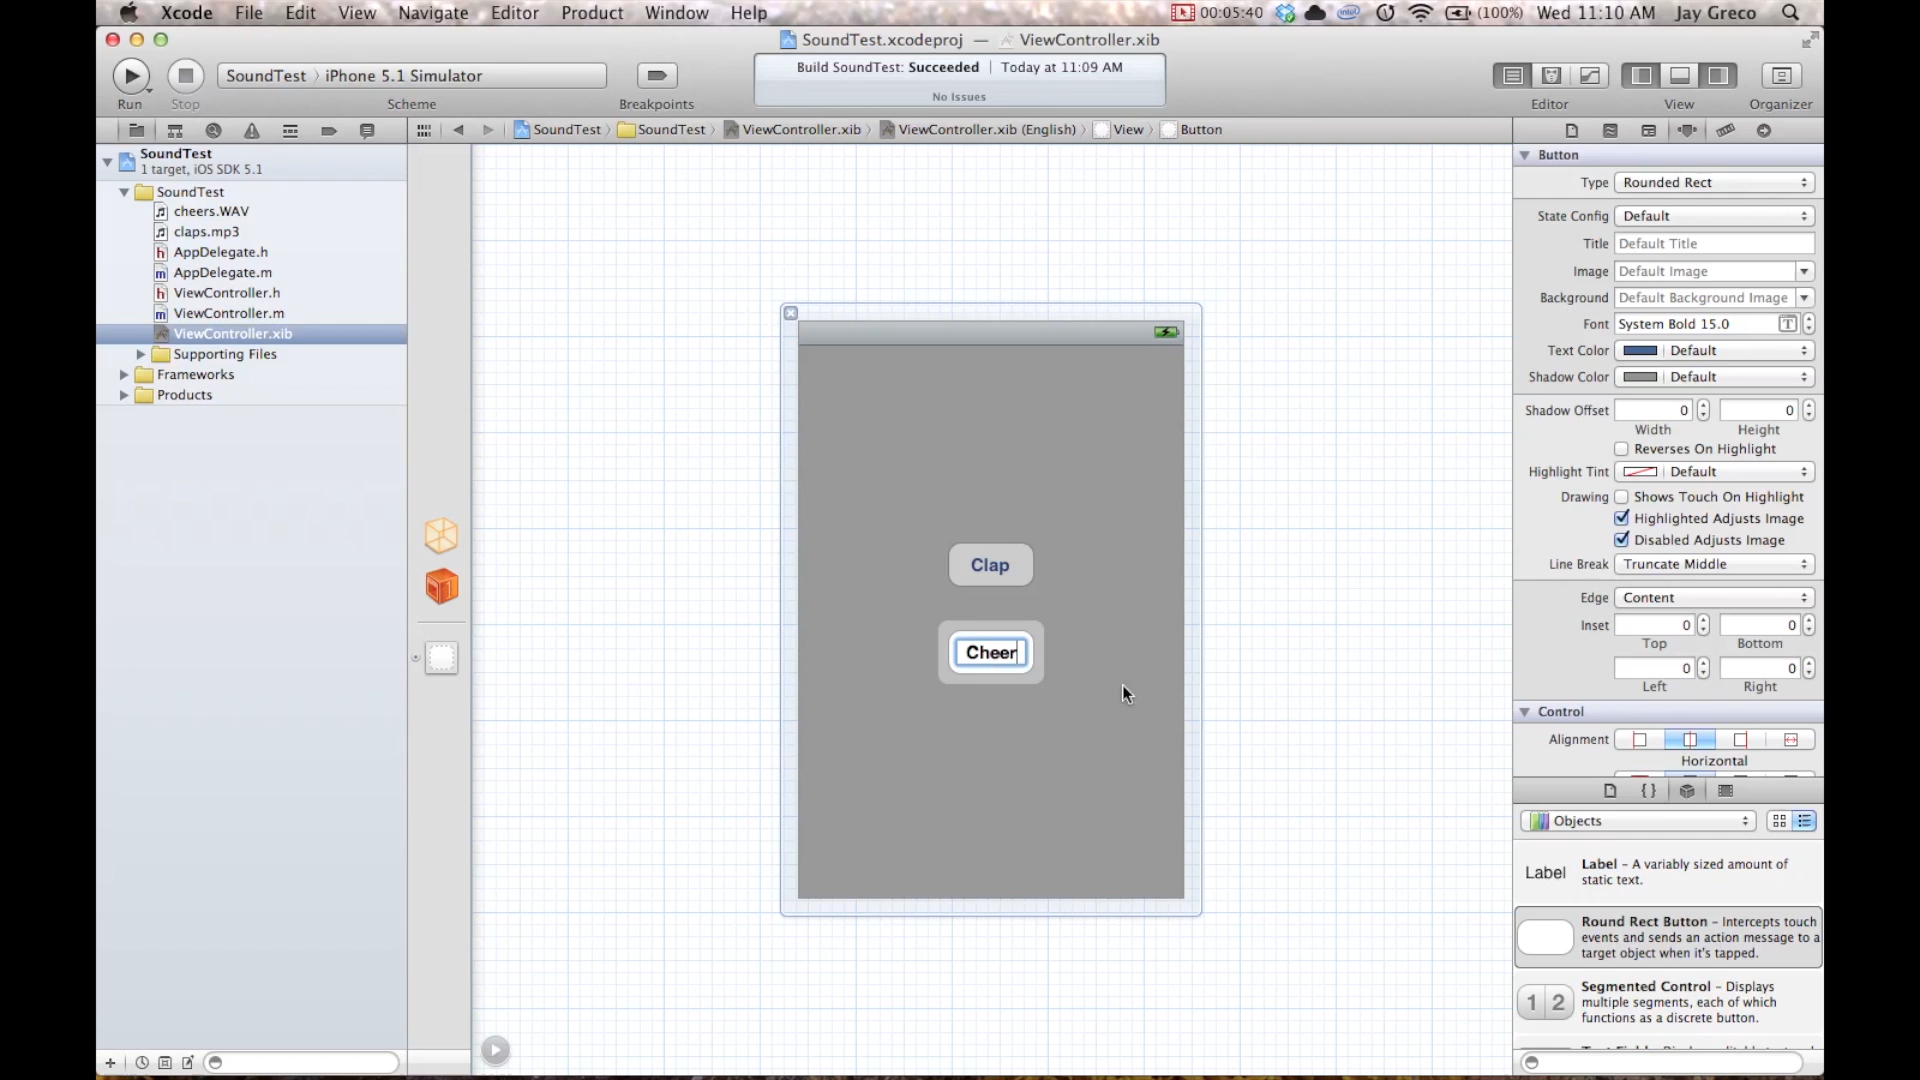 Xcode File Edit View Navigate Editor Product Window Help 00:05:40 (100%) Wed 11:10 AM Jay Greco
SoundTest.xcodeproj — ViewController.xib
SoundTest 〉 iPhone 5.1 Simulator
Build SoundTest: Succeeded | Today at 11:09 AM
No Issues
Run Stop Scheme Breakpoints Editor View Organizer
SoundTest 〉 SoundTest 〉 ViewController.xib 〉 ViewController.xib (English) 〉 View 〉 Button
SoundTest
1 target, iOS SDK 5.1
SoundTest
cheers.WAV
claps.mp3
AppDelegate.h
AppDelegate.m
ViewController.h
ViewController.m
ViewController.xib
Supporting Files
Frameworks
Products
Clap
Cheer
Button
Type Rounded Rect
State Config Default
Title Default Title
Image Default Image
Background Default Background Image
Font System Bold 15.0
Text Color Default
Shadow Color Default
Shadow Offset 0 0
Width Height
Reverses On Highlight
Highlight Tint Default
Drawing Shows Touch On Highlight
Highlighted Adjusts Image
Disabled Adjusts Image
Line Break Truncate Middle
Edge Content
Inset 0 0
Top Bottom
0 0
Left Right
Control
Alignment
Horizontal
Objects
Label Label – A variably sized amount of
static text.
Round Rect Button – Intercepts touch
events and sends an action message to a
target object when it's tapped.
1 2 Segmented Control – Displays
multiple segments, each of which
functions as a discrete button.